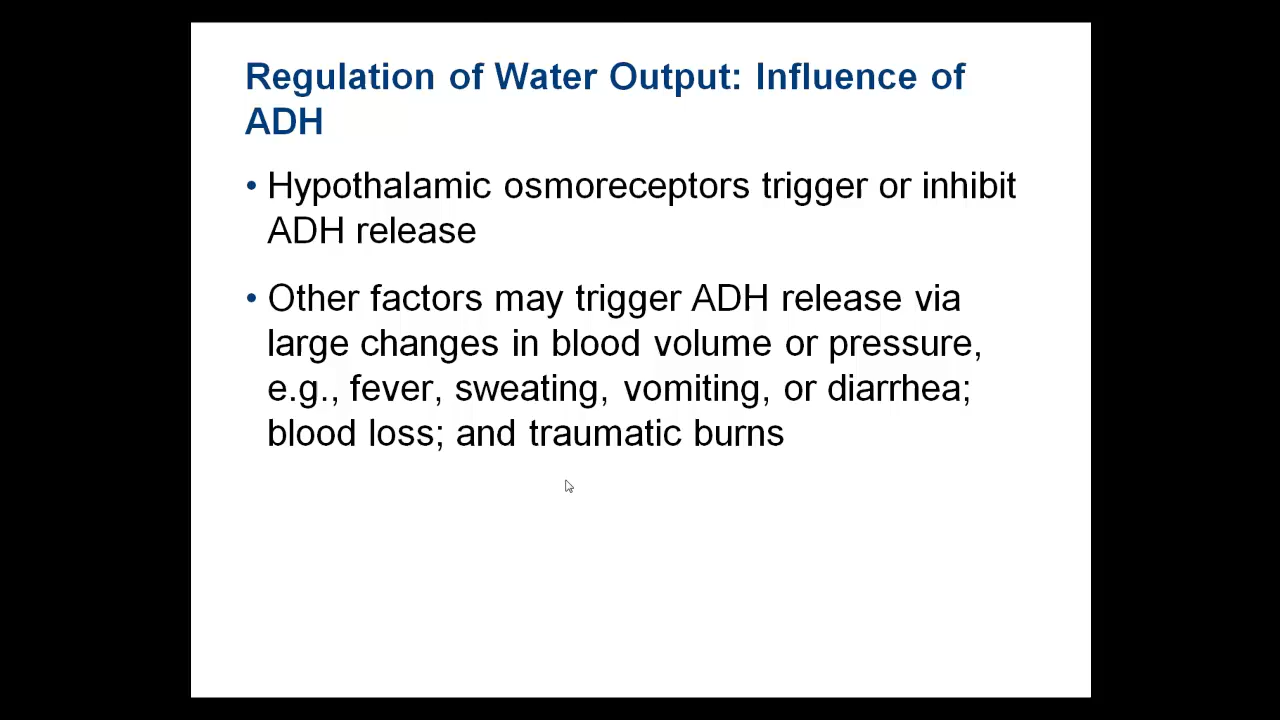 Regulation of Water Output: Influence of
ADH
• Hypothalamic osmoreceptors trigger or inhibit
ADH release
• Other factors may trigger ADH release via
large changes in blood volume or pressure,
e.g., fever, sweating, vomiting, or diarrhea;
blood loss; and traumatic burns